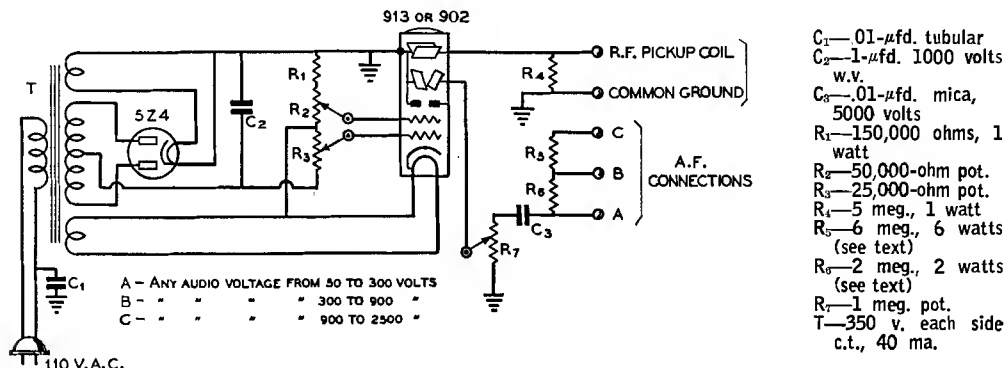 913 OR 902
T
5Z4
C₂
R₁
R₂
R₃
R₄
R.F. PICKUP COIL
COMMON GROUND
R₅
R₆
C
B
A
A.F.
CONNECTIONS
C₃
R₇
C₁
A - ANY AUDIO VOLTAGE FROM 50 TO 300 VOLTS
B - " " " " 300 TO 900 "
C - " " " " 900 TO 2500 "
110 V.A.C.
C₁—.01-μfd. tubular
C₂—1-μfd. 1000 volts
w.v.
C₃—.01-μfd. mica,
5000 volts
R₁—150,000 ohms, 1
watt
R₂—50,000-ohm pot.
R₃—25,000-ohm pot.
R₄—5 meg., 1 watt
R₅—6 meg., 6 watts
(see text)
R₆—2 meg., 2 watts
(see text)
R₇—1 meg. pot.
T—350 v. each side
c.t., 40 ma.